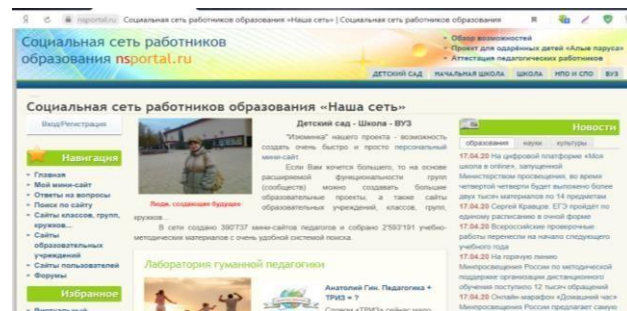 nsportal.ru Социальная сеть работников образования «Наша сеть» | Социальная сеть работников образования
Социальная сеть работников
образования nsportal.ru
Обзор возможностей
Проект для одарённых детей «Алые паруса»
Аттестация педагогических работников
ДЕТСКИЙ САД НАЧАЛЬНАЯ ШКОЛА ШКОЛА НПО И СПО ВУЗ
Социальная сеть работников образования «Наша сеть»
Вход/Регистрация
Навигация
Главная
Мой мини-сайт
Ответы на вопросы
Поиск по сайту
Сайты классов, групп,
кружков...
Сайты
образовательных
учреждений
Сайты пользователей
Форумы
Избранное
Люди, создающие будущее
Детский сад - Школа - ВУЗ
"Изюминка" нашего проекта - возможность
создать очень быстро и просто персональный
мини-сайт.
Если Вам хочется большего, то на основе
расширяемой функциональности групп
(сообществ) можно создавать большие
образовательные проекты, а также сайты
образовательных учреждений, классов, групп,
кружков...
В сети создано 390'737 мини-сайтов педагогов и собрано 2'593'191 учебно-
методических материалов с очень удобной системой поиска.
Лаборатория гуманной педагогики
Анатолий Гин. Педагогика +
ТРИЗ = ?
Словом «ТРИЗ» сейчас мало
Новости
образования науки культуры
17.04.20 На цифровой платформе «Моя
школа в online», запущенной
Министерством просвещения, во время
четвертой четверти будет выложено более
двух тысяч материалов по 14 предметам
17.04.20 Сергей Кравцов: ЕГЭ пройдёт по
единому расписанию в очной форме
17.04.20 Всероссийские проверочные
работы перенесли на начало следующего
учебного года
17.04.20 На горячую линию
Минпросвещения России по методической
поддержке организации дистанционного
обучения поступило 12 тысяч обращений
17.04.20 Онлайн-марафон «Домашний час»
Минпросвещения России предлагает самую